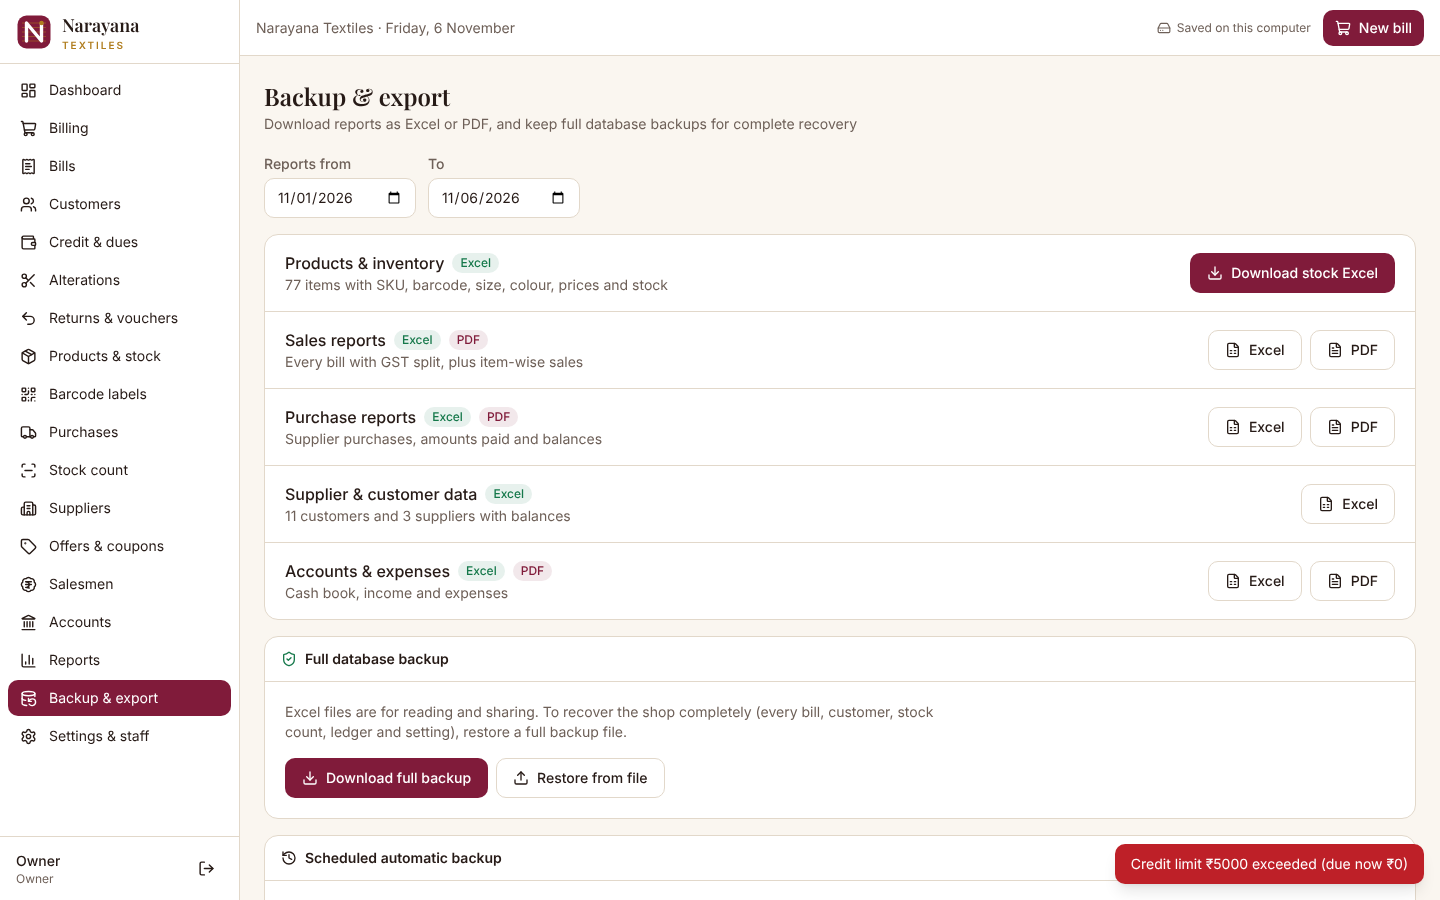 Narayana
TEXTILES
Narayana Textiles · Friday, 6 November
Saved on this computer
New bill
Dashboard
Billing
Bills
Customers
Credit & dues
Alterations
Returns & vouchers
Products & stock
Barcode labels
Purchases
Stock count
Suppliers
Offers & coupons
Salesmen
Accounts
Reports
Backup & export
Settings & staff
Owner
Owner
Backup & export
Download reports as Excel or PDF, and keep full database backups for complete recovery
Reports from
To
11/01/2026
11/06/2026
Products & inventory Excel
77 items with SKU, barcode, size, colour, prices and stock
Download stock Excel
Sales reports Excel PDF
Every bill with GST split, plus item-wise sales
Excel
PDF
Purchase reports Excel PDF
Supplier purchases, amounts paid and balances
Excel
PDF
Supplier & customer data Excel
11 customers and 3 suppliers with balances
Excel
Accounts & expenses Excel PDF
Cash book, income and expenses
Excel
PDF
Full database backup
Excel files are for reading and sharing. To recover the shop completely (every bill, customer, stock
count, ledger and setting), restore a full backup file.
Download full backup
Restore from file
Scheduled automatic backup
Credit limit ₹5000 exceeded (due now ₹0)